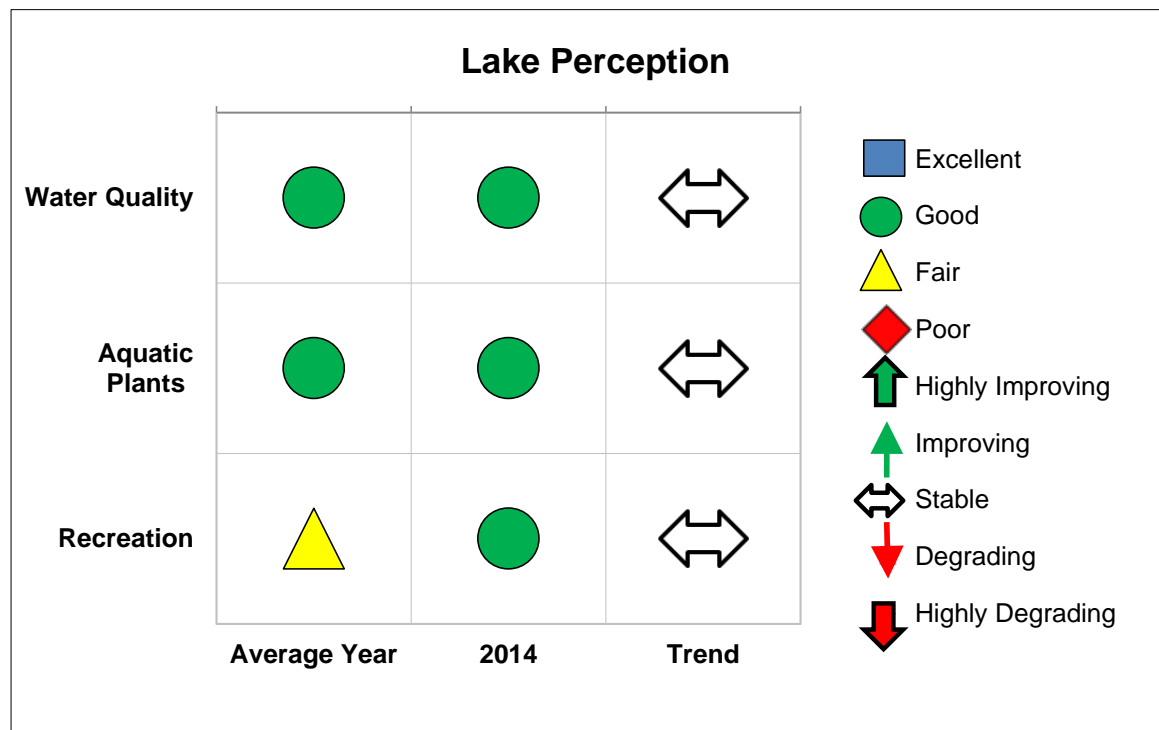 Lake Perception
Water Quality
Aquatic
Plants
Recreation
Average Year
2014
Trend
Excellent
Good
Fair
Poor
Highly Improving
Improving
Stable
Degrading
Highly Degrading